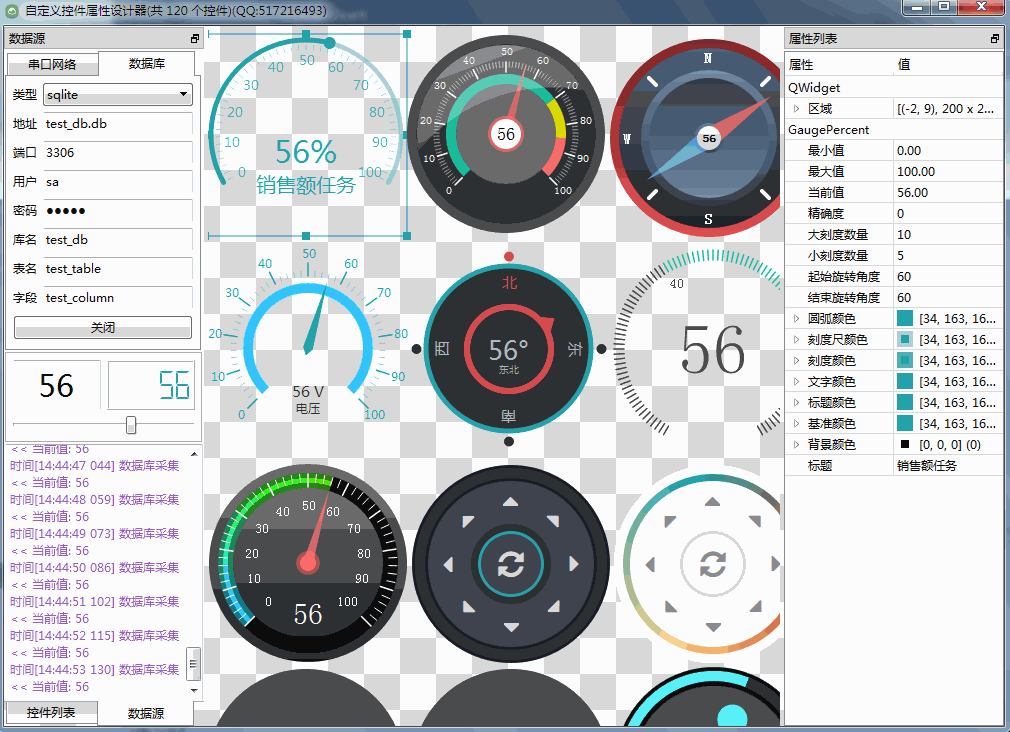 自定义控件属性设计器(共 120 个控件)(QQ:517216493)
数据源
串口网络
数据库
类型 sqlite
地址 test_db.db
端口 3306
用户 sa
密码 ●●●●●
库名 test_db
表名 test_table
字段 test_column
关闭
56
56
<< 当前值: 56
时间[14:44:47 044] 数据库采集
<< 当前值: 56
时间[14:44:48 059] 数据库采集
<< 当前值: 56
时间[14:44:49 073] 数据库采集
<< 当前值: 56
时间[14:44:50 086] 数据库采集
<< 当前值: 56
时间[14:44:51 102] 数据库采集
<< 当前值: 56
时间[14:44:52 115] 数据库采集
<< 当前值: 56
时间[14:44:53 130] 数据库采集
<< 当前值: 56
控件列表
数据源
0 10 20 30 40 50 60 70 80 90 100
56%
销售额任务
0 10 20 30 40 50 60 70 80 90 100
56
N
W
56
S
0 10 20 30 40 50 60 70 80 90 100
56 V
电压
北
西
东
南
56°
东北
40
56
0 10 20 30 40 50 60 70 80 90 100
56
属性列表
属性 值
QWidget
区域 [(-2, 9), 200 x 2...
GaugePercent
最小值 0.00
最大值 100.00
当前值 56.00
精确度 0
大刻度数量 10
小刻度数量 5
起始旋转角度 60
结束旋转角度 60
圆弧颜色 [34, 163, 16...
刻度尺颜色 [34, 163, 16...
刻度颜色 [34, 163, 16...
文字颜色 [34, 163, 16...
标题颜色 [34, 163, 16...
基准颜色 [34, 163, 16...
背景颜色 [0, 0, 0] (0)
标题 销售额任务